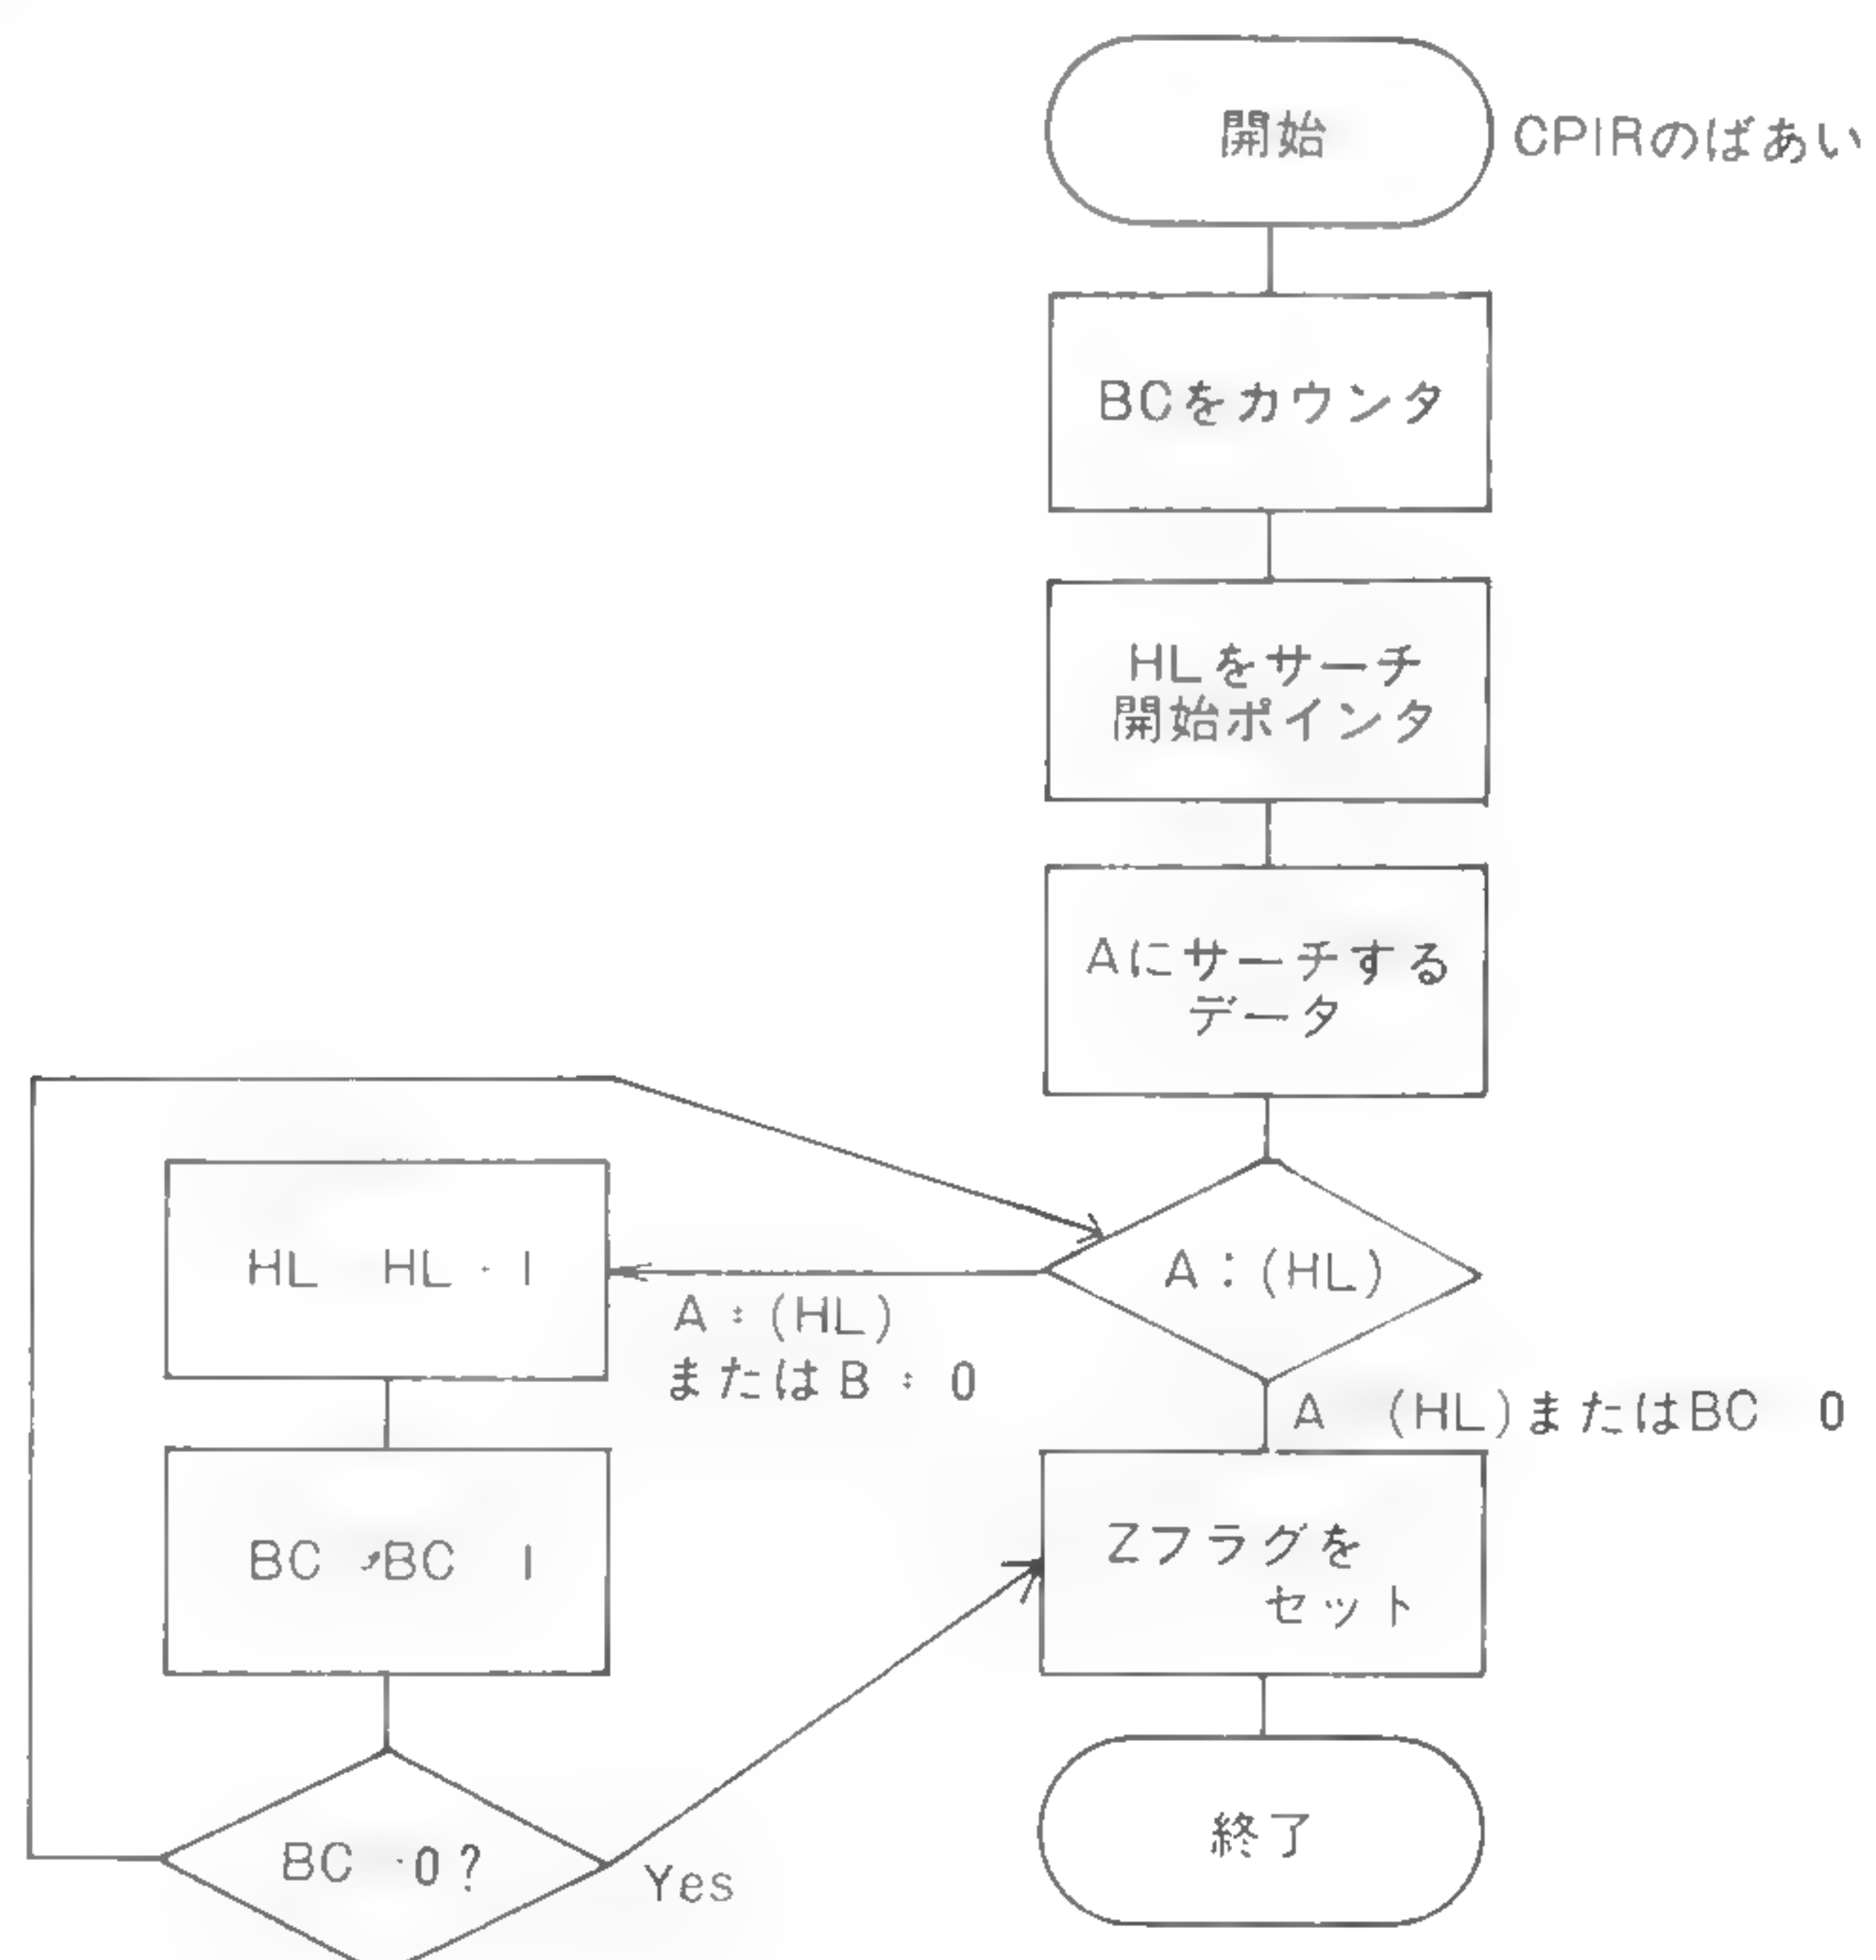 開始
CPIRのばあい
BCをカウンタ
HLをサーチ
開始ポインタ
Aにサーチする
データ
HL HL 1
A:(HL)
A:(HL)
またはB:0
A (HL)またはBC 0
BC BC 1
Zフラグを
セット
BC 0?
Yes
終了